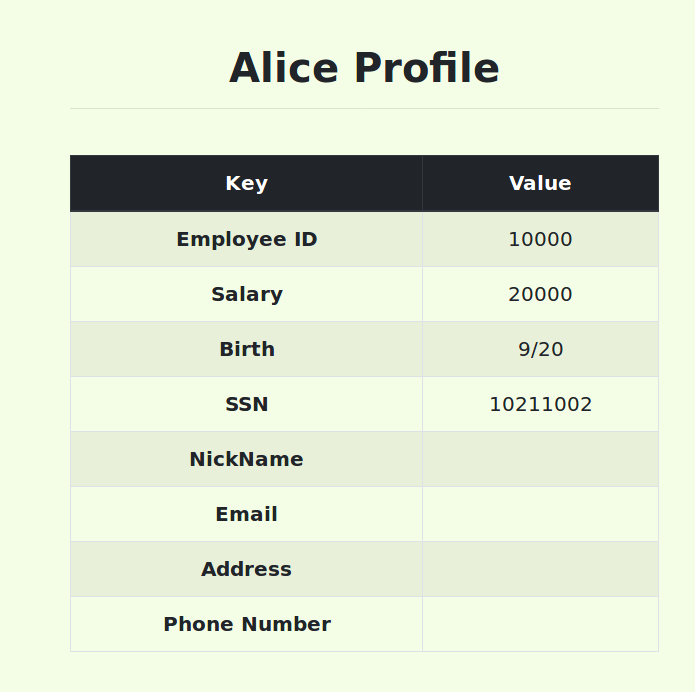 Alice Profile
Key Value
Employee ID 10000
Salary 20000
Birth 9/20
SSN 10211002
NickName
Email
Address
Phone Number